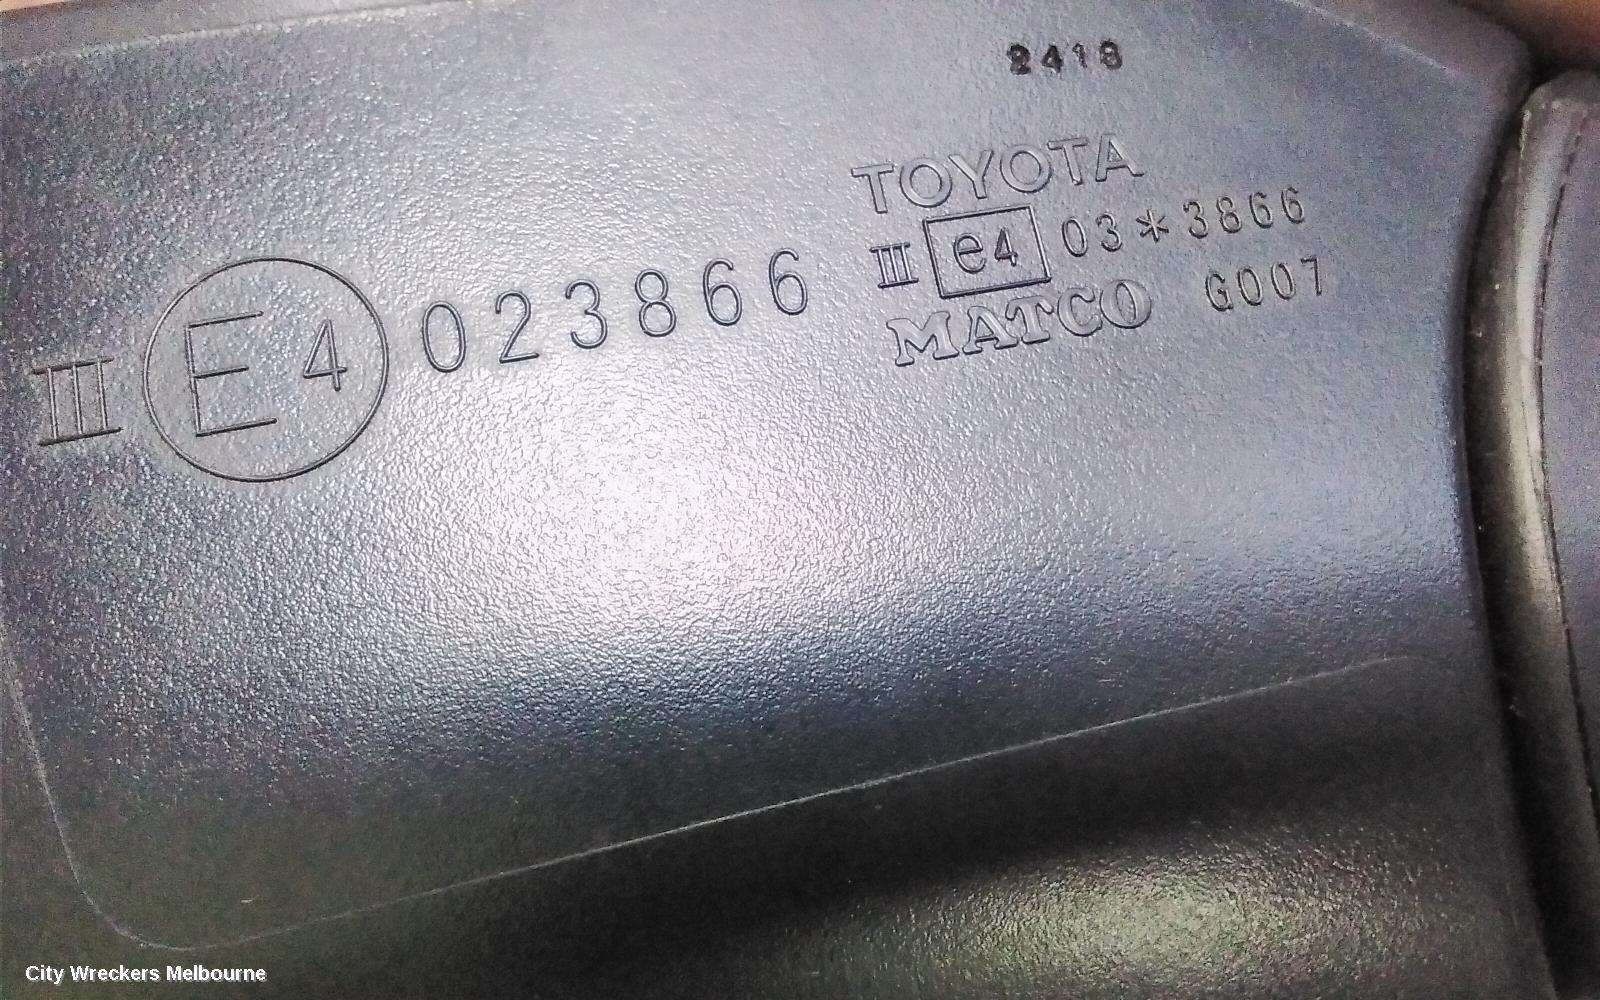 2418
TOYOTA
III e4 03*3866
MATCO G007
III E4 023866
City Wreckers Melbourne